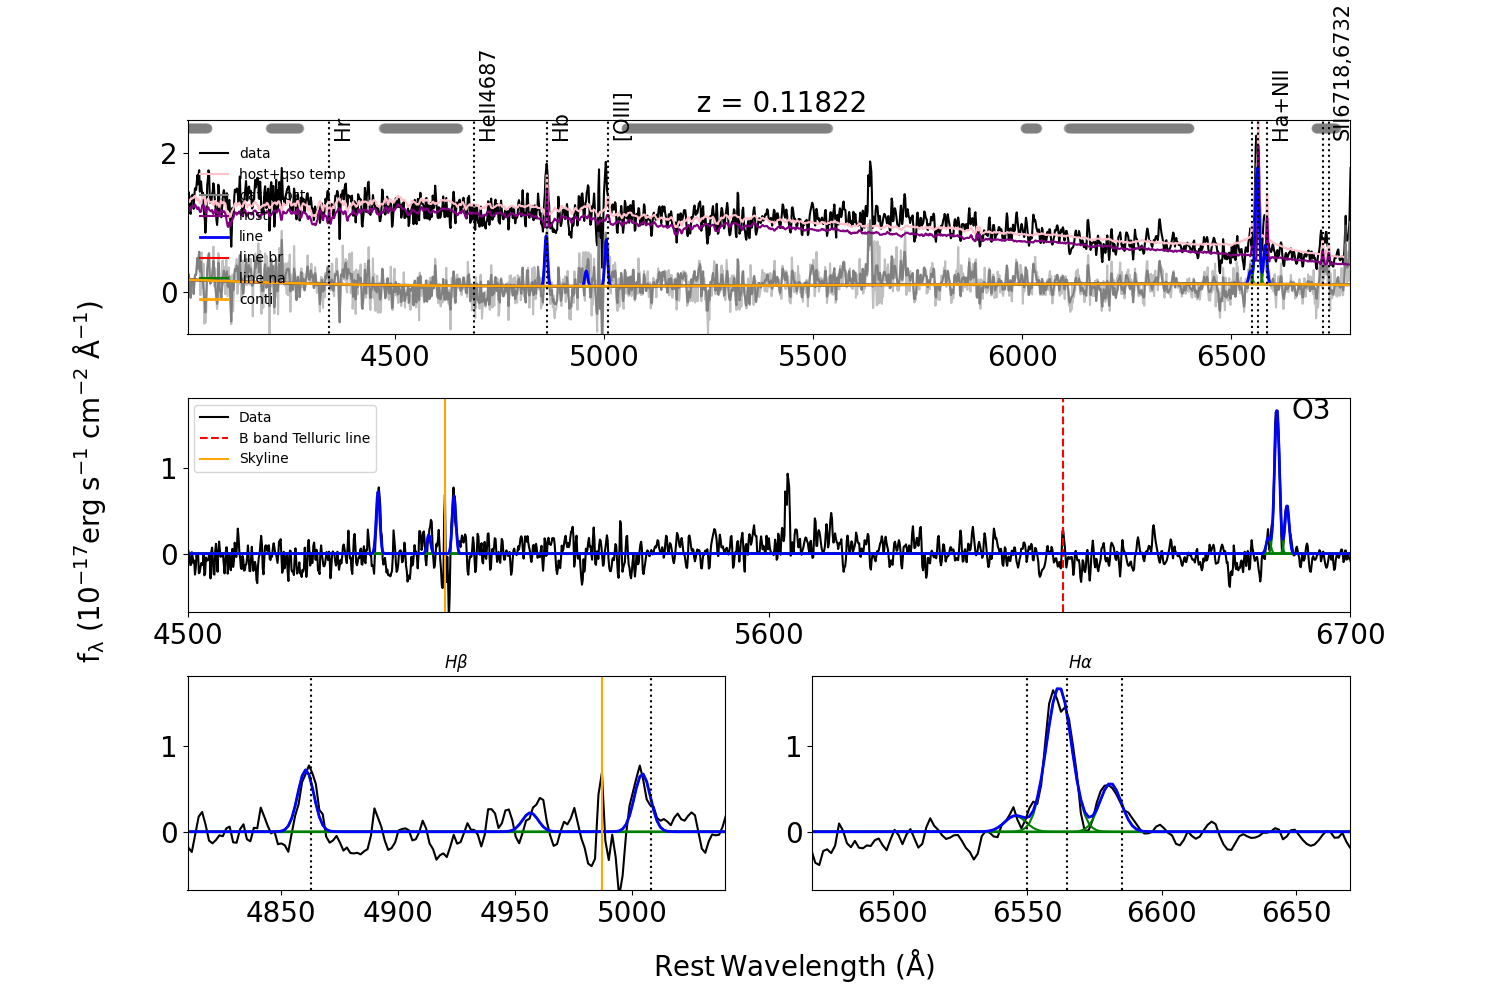 z = 0.11822
Hr
HeII4687
Hb
[OIII]
Ha+NII
SII6718,6732
data
host+qso temp
host
line
line br
line na
conti
2
0
4500
5000
5500
6000
6500
fλ (10−17erg s−1 cm−2 Å−1)
Data
B band Telluric line
Skyline
O3
1
0
4500
5600
6700
Hβ
1
0
4850
4900
4950
5000
Hα
1
0
6500
6550
6600
6650
Rest Wavelength (Å)